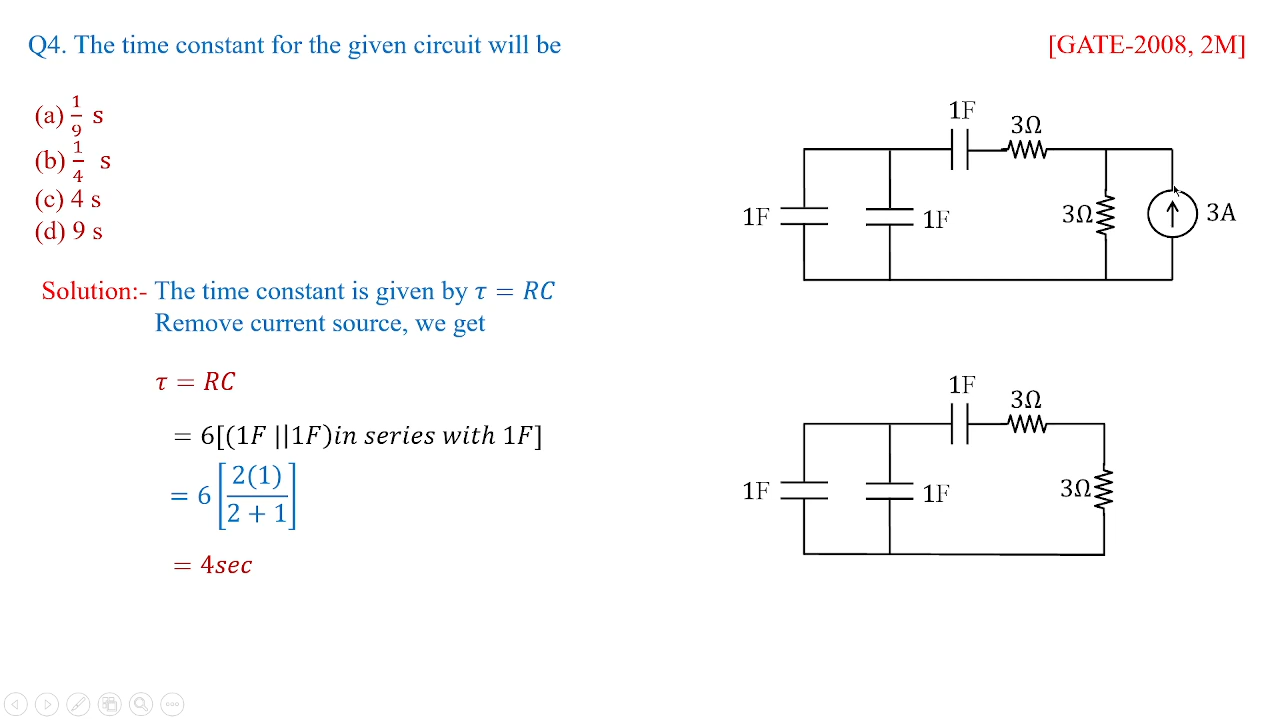 Q4. The time constant for the given circuit will be
[GATE-2008, 2M]
(a) 1/9 s
(b) 1/4 s
(c) 4 s
(d) 9 s
Solution:- The time constant is given by τ = RC
Remove current source, we get
τ = RC
= 6[(1F ||1F)in series with 1F]
= 6 [2(1)/2 + 1]
= 4sec
1F
3Ω
1F
1F
3Ω
3A
1F
3Ω
1F
1F
3Ω